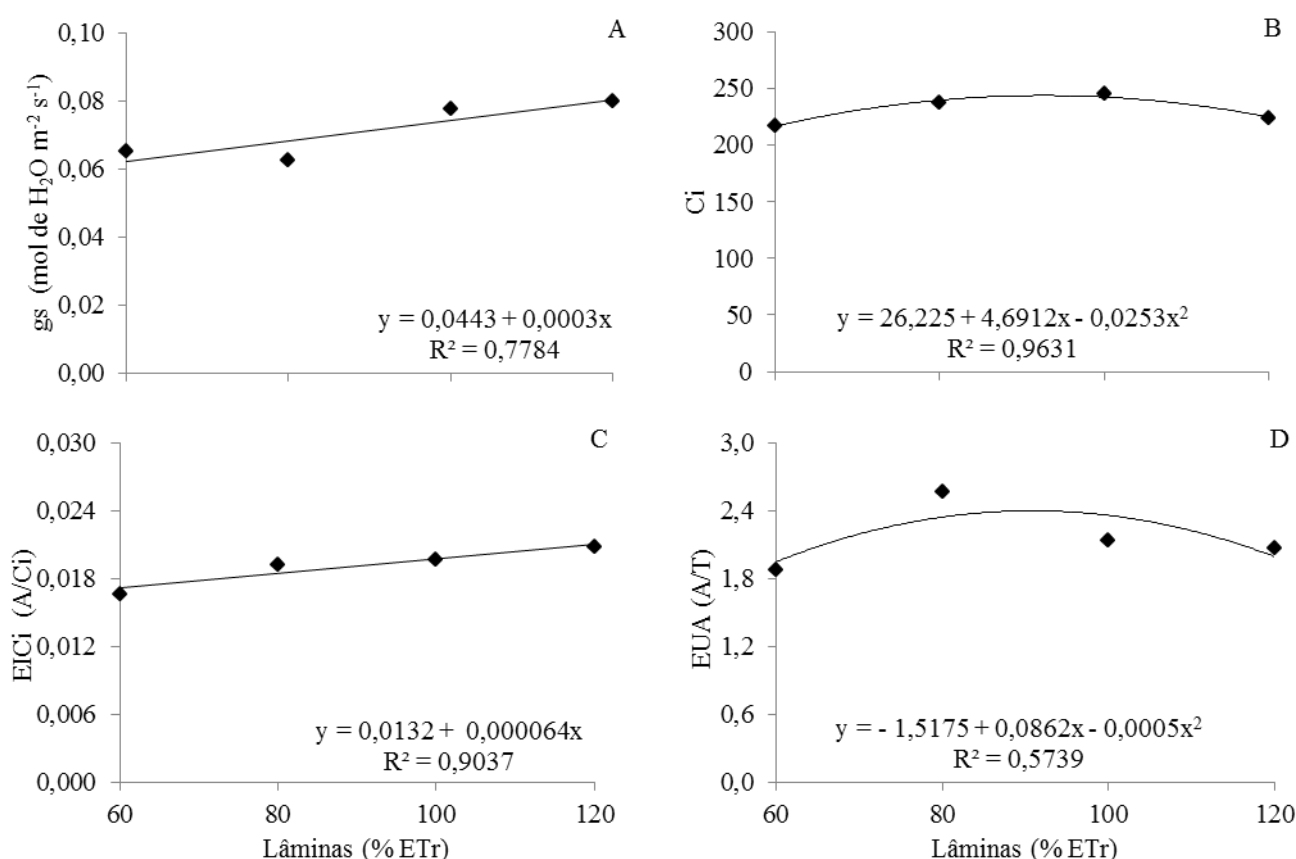 A
0,10
0,08
0,06
0,04
0,02
0,00
gs (mol de H₂O m⁻² s⁻¹)
y = 0,0443 + 0,0003x
R² = 0,7784
B
300
250
200
150
100
50
0
Ci
y = 26,225 + 4,6912x - 0,0253x²
R² = 0,9631
C
0,030
0,024
0,018
0,012
0,006
0,000
EICi (A/Ci)
y = 0,0132 + 0,000064x
R² = 0,9037
60 80 100 120
Lâminas (% ETr)
D
3,0
2,4
1,8
1,2
0,6
0,0
EUA (A/T)
y = - 1,5175 + 0,0862x - 0,0005x²
R² = 0,5739
60 80 100 120
Lâminas (% ETr)